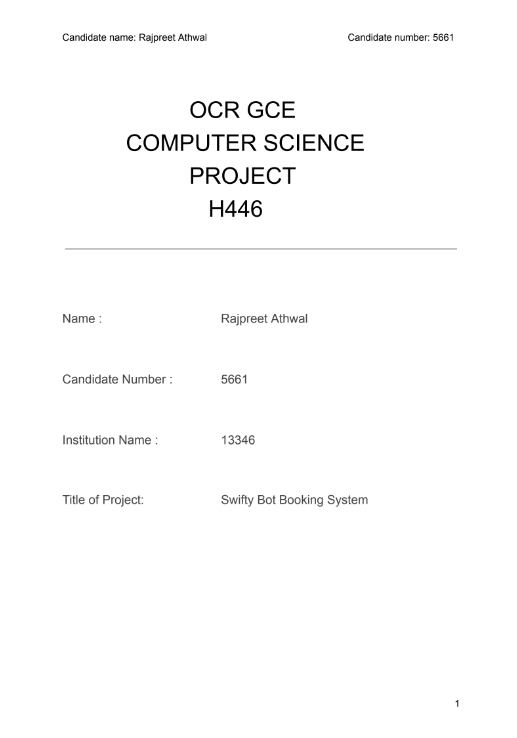 Candidate name: Rajpreet Athwal Candidate number: 5661
OCR GCE
COMPUTER SCIENCE
PROJECT
H446
Name : Rajpreet Athwal
Candidate Number : 5661
Institution Name : 13346
Title of Project: Swifty Bot Booking System
1